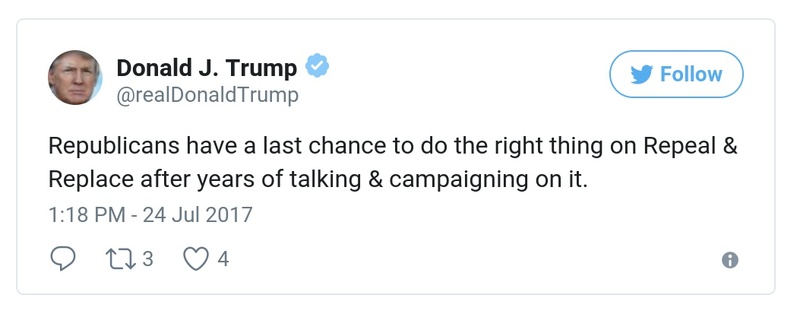 Donald J. Trump
@realDonaldTrump
Follow
Republicans have a last chance to do the right thing on Repeal &
Replace after years of talking & campaigning on it.
1:18 PM - 24 Jul 2017
3 4